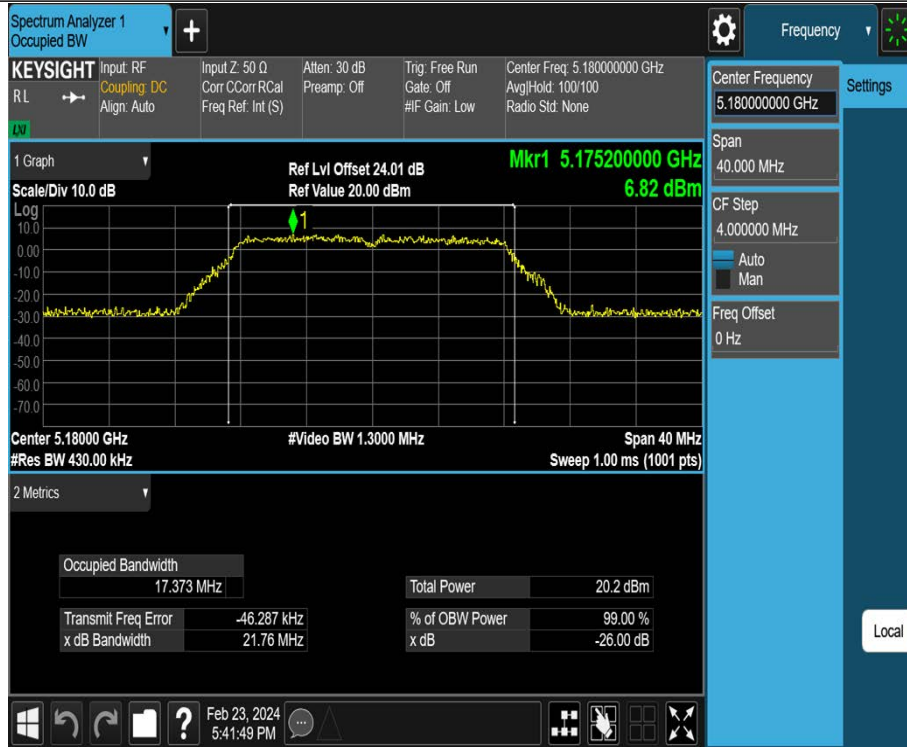 Spectrum Analyzer 1
Occupied BW
+
Frequency
KEYSIGHT
R L
LXI
Input: RF
Coupling: DC
Align: Auto
Input Z: 50 Ω
Corr CCorr RCal
Freq Ref: Int (S)
Atten: 30 dB
Preamp: Off
Trig: Free Run
Gate: Off
#IF Gain: Low
Center Freq: 5.180000000 GHz
Avg|Hold: 100/100
Radio Std: None
Center Frequency
5.180000000 GHz
Settings
Span
40.000 MHz
CF Step
4.000000 MHz
Auto
Man
Freq Offset
0 Hz
Local
1 Graph
Scale/Div 10.0 dB
Ref Lvl Offset 24.01 dB
Ref Value 20.00 dBm
Mkr1 5.175200000 GHz
6.82 dBm
Log
1
10.0
0.00
-10.0
-20.0
-30.0
-40.0
-50.0
-60.0
-70.0
Center 5.18000 GHz
#Video BW 1.3000 MHz
Span 40 MHz
#Res BW 430.00 kHz
Sweep 1.00 ms (1001 pts)
2 Metrics
Occupied Bandwidth
17.373 MHz
Total Power 20.2 dBm
Transmit Freq Error -46.287 kHz
% of OBW Power 99.00 %
x dB Bandwidth 21.76 MHz
x dB -26.00 dB
?
Feb 23, 2024
5:41:49 PM